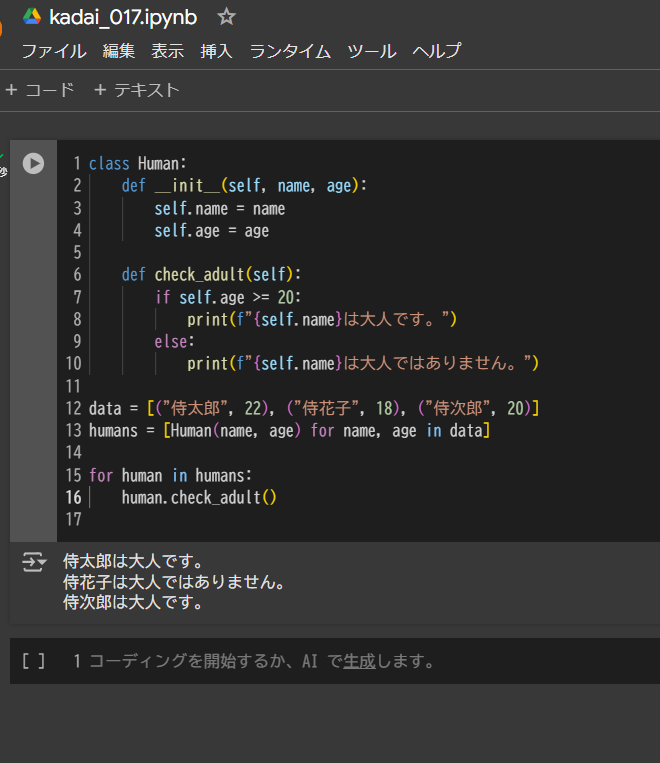 kadai_017.ipynb ☆
ファイル 編集 表示 挿入 ランタイム ツール ヘルプ
+ コード + テキスト
秒
1 class Human:
2     def __init__(self, name, age):
3         self.name = name
4         self.age = age
5
6     def check_adult(self):
7         if self.age >= 20:
8             print(f"{self.name}は大人です。")
9         else:
10             print(f"{self.name}は大人ではありません。")
11
12 data = [("侍太郎", 22), ("侍花子", 18), ("侍次郎", 20)]
13 humans = [Human(name, age) for name, age in data]
14
15 for human in humans:
16     human.check_adult()
17
侍太郎は大人です。
侍花子は大人ではありません。
侍次郎は大人です。
[ ] 1 コーディングを開始するか、AI で生成します。